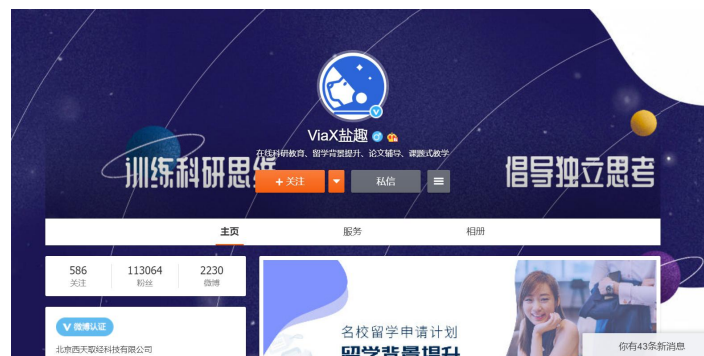 ViaX盐趣
在线科研教育、留学背景提升、论文辅导、课题式教学
训练科研思维
倡导独立思考
+关注
私信
主页
服务
相册
586
113064
2230
关注
粉丝
微博
V 微博认证
北京西天取经科技有限公司
名校留学申请计划
留学背景提升
你有43条新消息